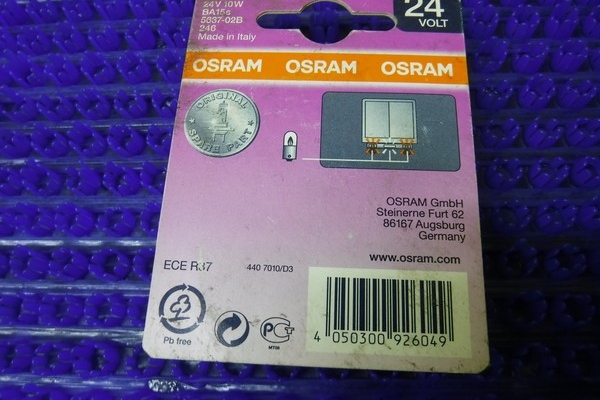 24V 10W
BA15s
5637-02B
246
Made in Italy
24
VOLT
OSRAM OSRAM OSRAM
ORIGINAL
SPARE PART
OSRAM GmbH
Steinerne Furt 62
86167 Augsburg
Germany
www.osram.com
ECE R37
440 7010/D3
Pb free
MT08
4 050300 926049